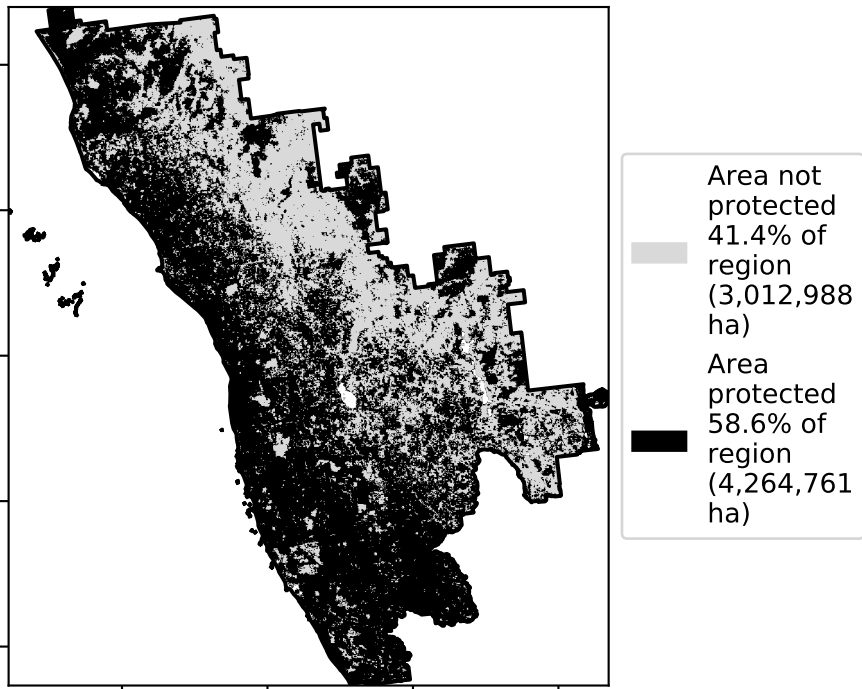 Area not
protected
41.4% of
region
(3,012,988
ha)
Area
protected
58.6% of
region
(4,264,761
ha)